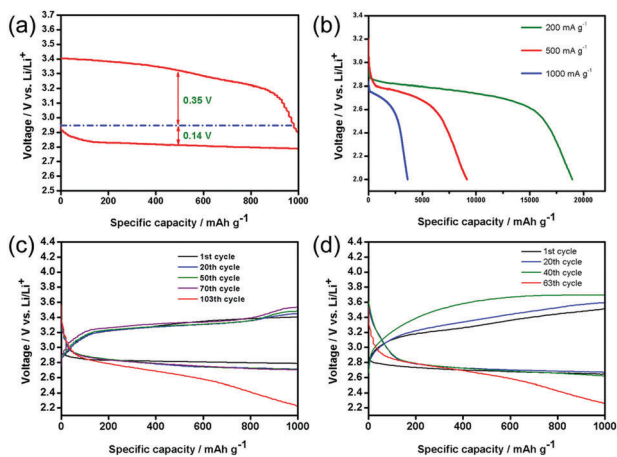 (a)
Voltage / V vs. Li/Li+
3.7
3.6
3.5
3.4
3.3
3.2
3.1
3.0
2.9
2.8
2.7
2.6
2.5
0.35 V
0.14 V
0 200 400 600 800 1000
Specific capacity / mAh g-1
(b)
Voltage / V vs. Li/Li+
3.2
3.0
2.8
2.6
2.4
2.2
2.0
200 mA g-1
500 mA g-1
1000 mA g-1
0 5000 10000 15000 20000
Specific capacity / mAh g-1
(c)
Voltage / V vs. Li/Li+
4.4
4.2
4.0
3.8
3.6
3.4
3.2
3.0
2.8
2.6
2.4
2.2
1st cycle
20th cycle
50th cycle
70th cycle
103th cycle
0 200 400 600 800 1000
Specific capacity / mAh g-1
(d)
Voltage / V vs. Li/Li+
4.4
4.2
4.0
3.8
3.6
3.4
3.2
3.0
2.8
2.6
2.4
2.2
1st cycle
20th cycle
40th cycle
63th cycle
0 200 400 600 800 1000
Specific capacity / mAh g-1